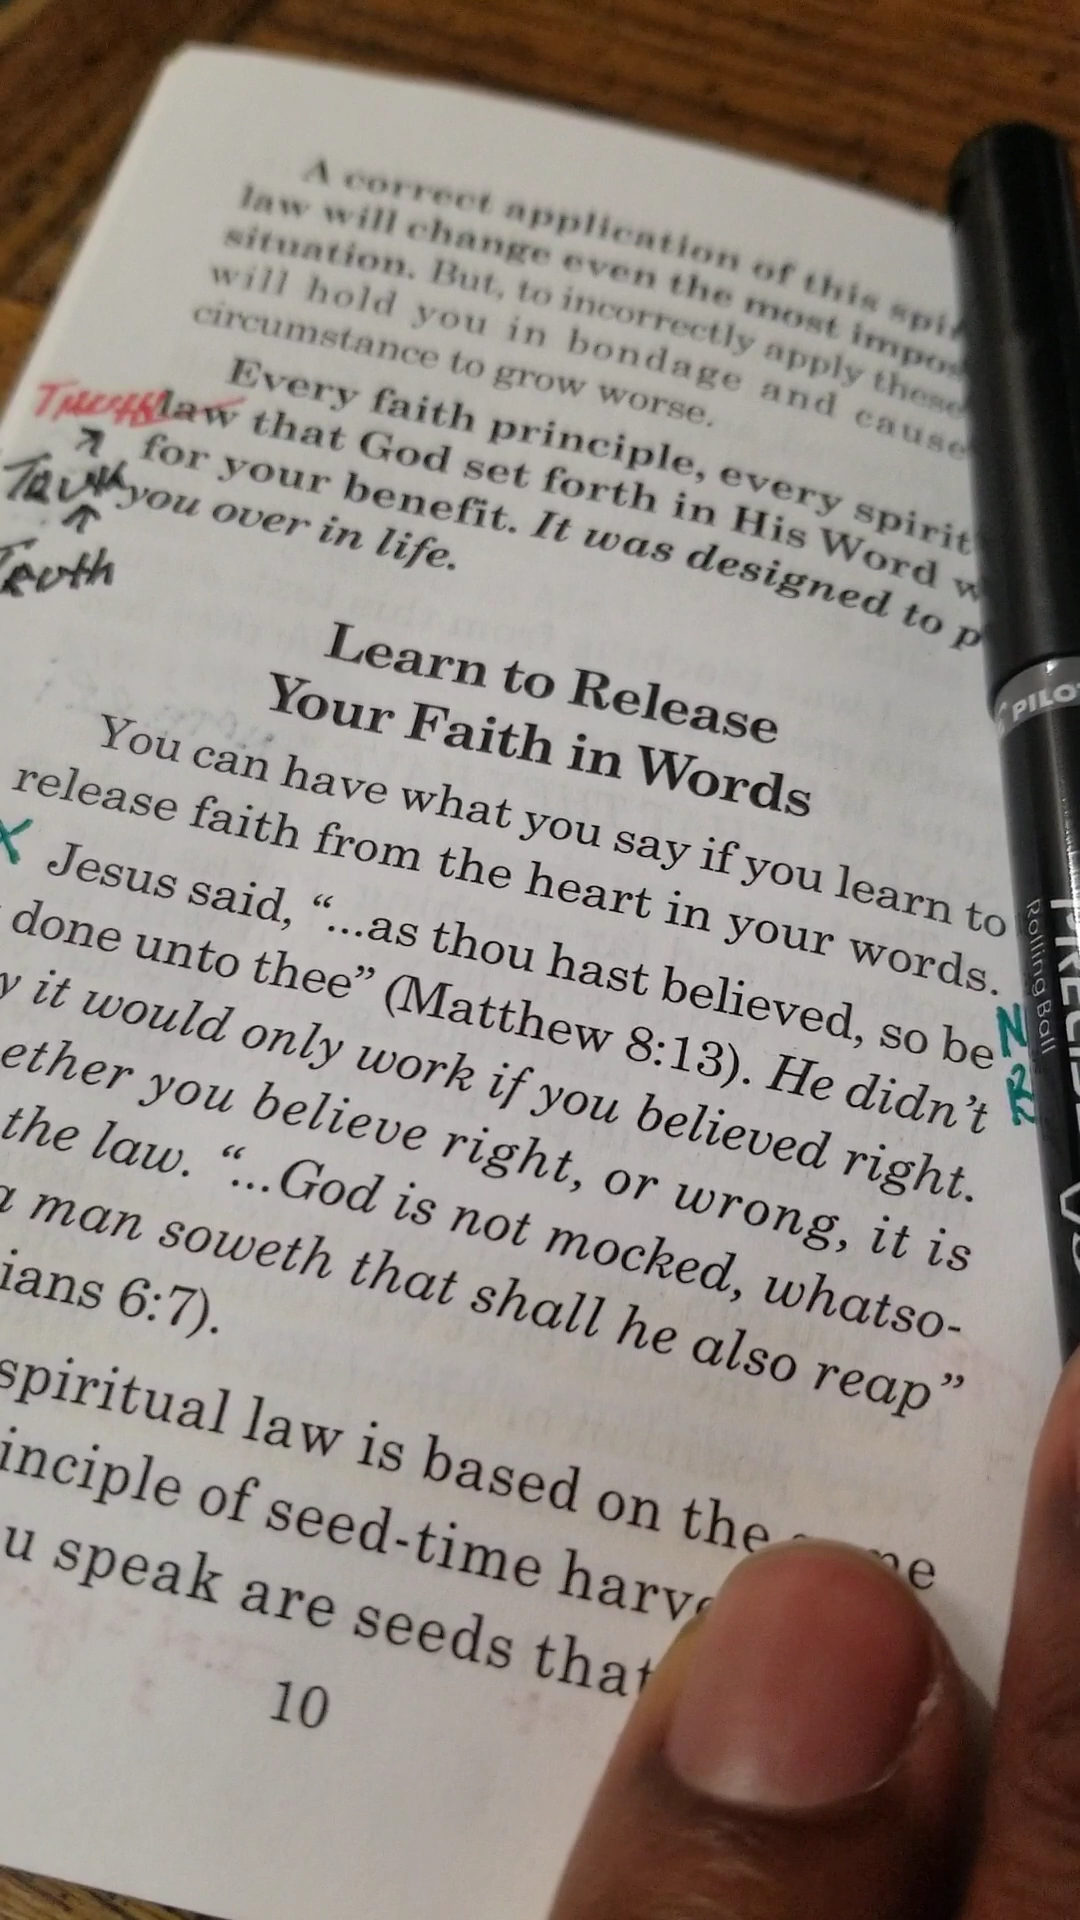 A correct application of this
law will change even the most
situation. But, to incorrectly apply these
will hold you in bondage and cause
circumstance to grow worse.
Every faith principle, every
Truth law that God set forth in His Word
for your benefit. It was designed to
Truth you over in life.
Truth
Learn to Release
Your Faith in Words
You can have what you say if you learn to
release faith from the heart in your words.
X Jesus said, “...as thou hast believed, so be
done unto thee” (Matthew 8:13). He didn’t
it would only work if you believed right.
you believe right, or wrong, it is
the law. “...God is not mocked, whatso-
man soweth that shall he also reap”
6:7).
spiritual law is based on the
of seed-time
speak are seeds that
10
N
R
PILOT
Rolling Ball